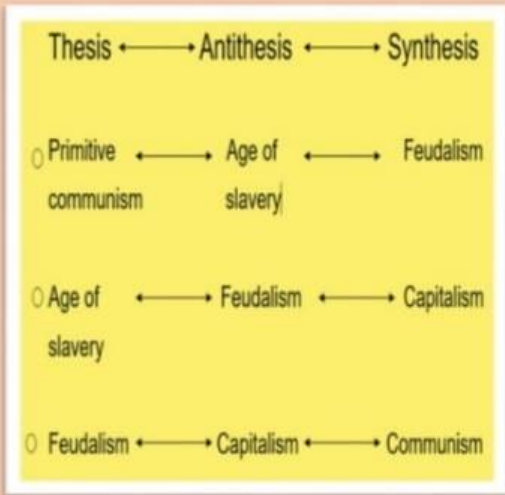 Thesis ⟷ Antithesis ⟷ Synthesis
○ Primitive ⟷ Age of ⟷ Feudalism
communism slavery
○ Age of ⟷ Feudalism ⟷ Capitalism
slavery
○ Feudalism ⟷ Capitalism ⟷ Communism